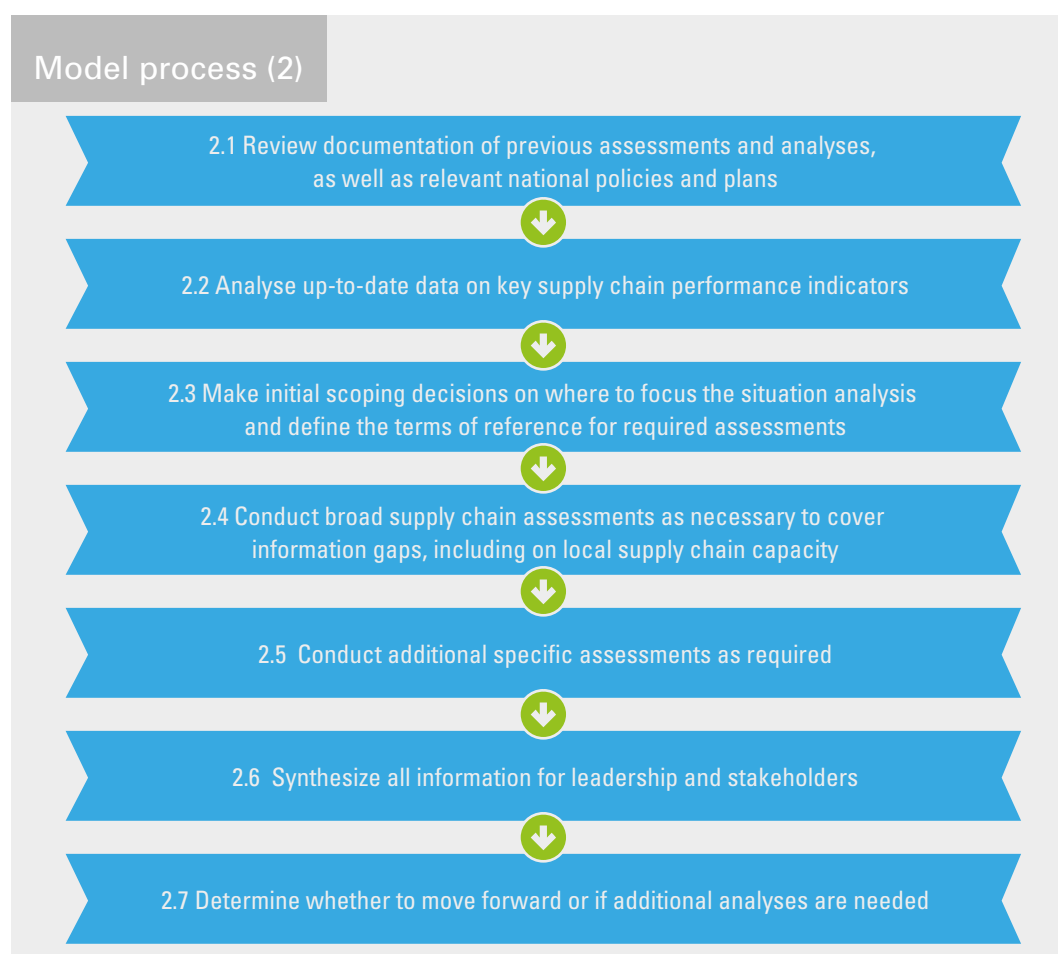 Model process (2)
2.1 Review documentation of previous assessments and analyses,
as well as relevant national policies and plans
2.2 Analyse up-to-date data on key supply chain performance indicators
2.3 Make initial scoping decisions on where to focus the situation analysis
and define the terms of reference for required assessments
2.4 Conduct broad supply chain assessments as necessary to cover
information gaps, including on local supply chain capacity
2.5 Conduct additional specific assessments as required
2.6 Synthesize all information for leadership and stakeholders
2.7 Determine whether to move forward or if additional analyses are needed